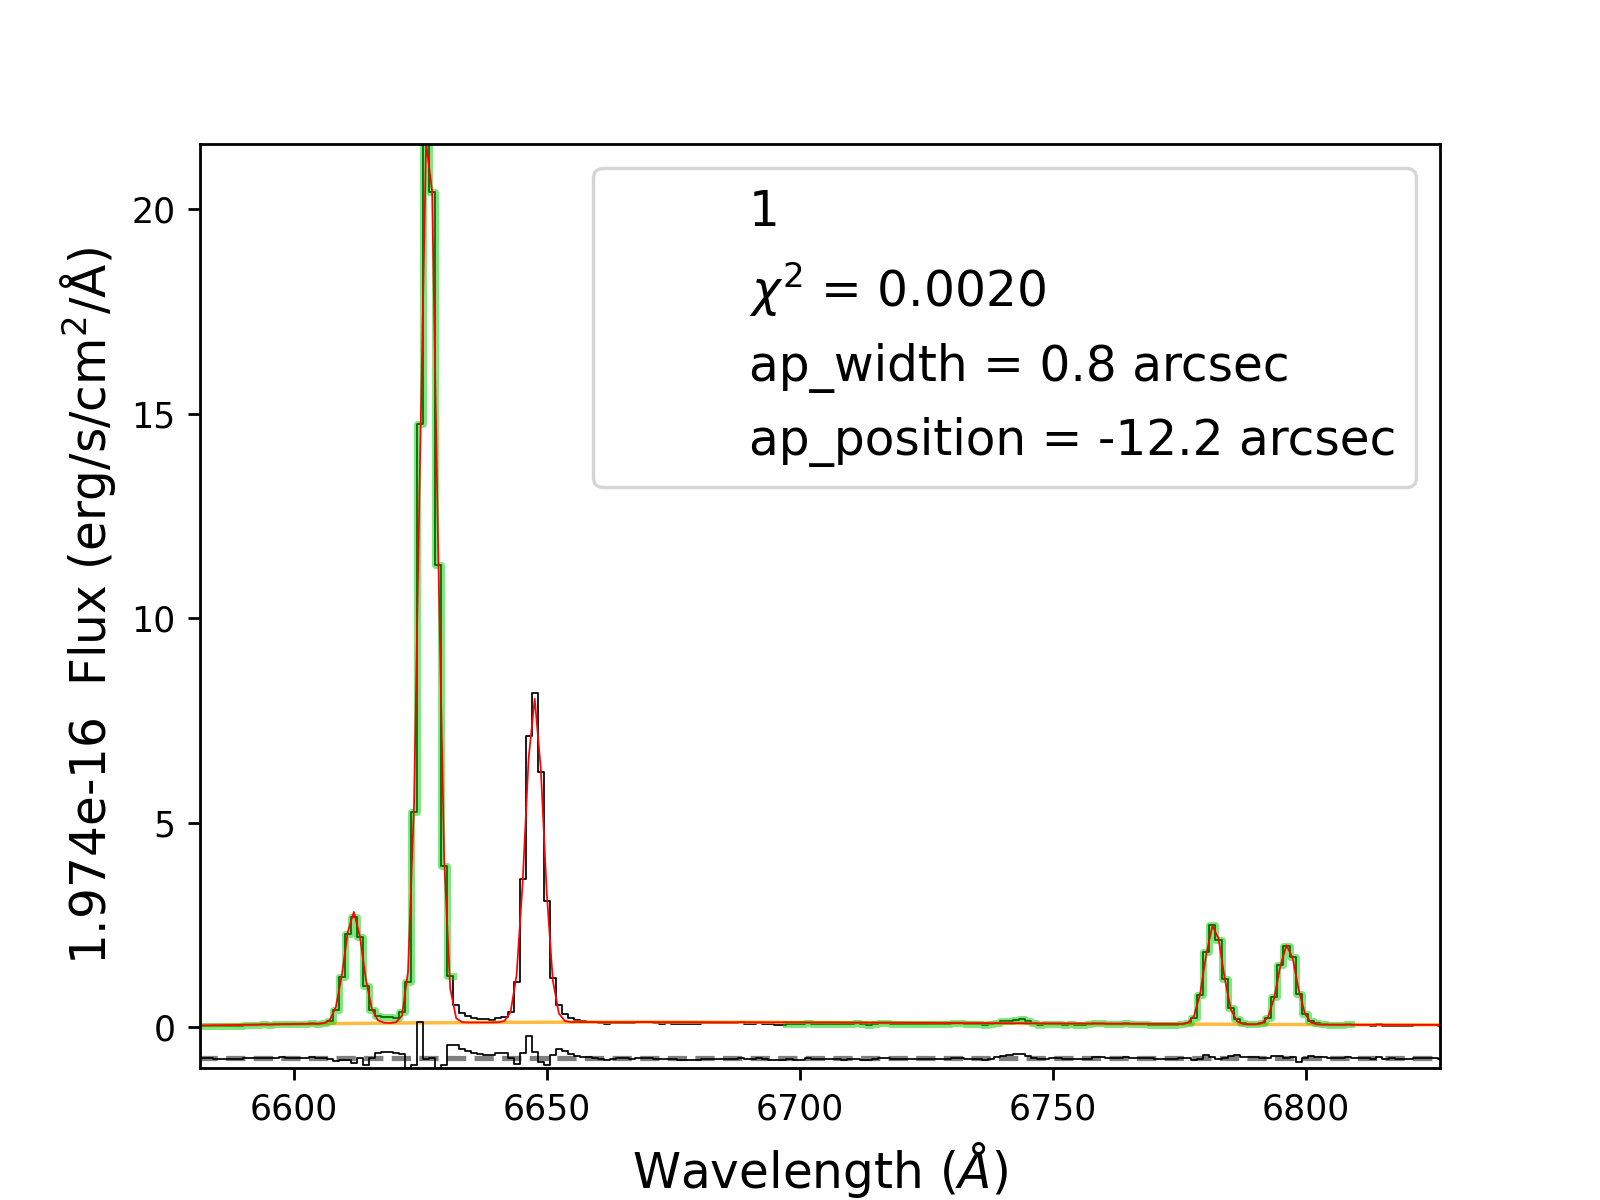 1
χ² = 0.0020
ap_width = 0.8 arcsec
ap_position = -12.2 arcsec
20
15
10
5
0
1.974e-16 Flux (erg/s/cm²/Å)
6600 6650 6700 6750 6800
Wavelength (Å)